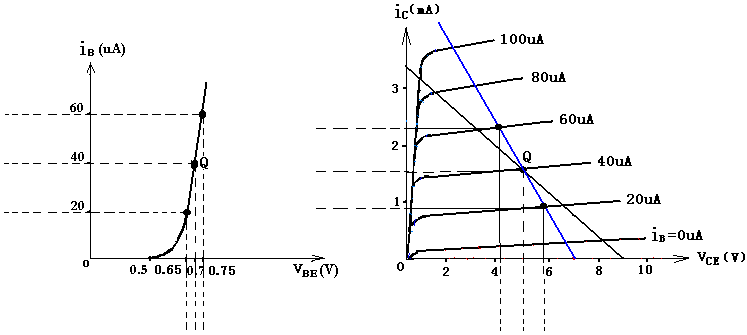 iB (uA)
60
40
20
0
Q
0.5 0.65 0.7 0.75
VBE (V)
iC (mA)
3
2
1
0
100uA
80uA
60uA
40uA
20uA
iB=0uA
Q
2 4 6 8 10
VCE (V)